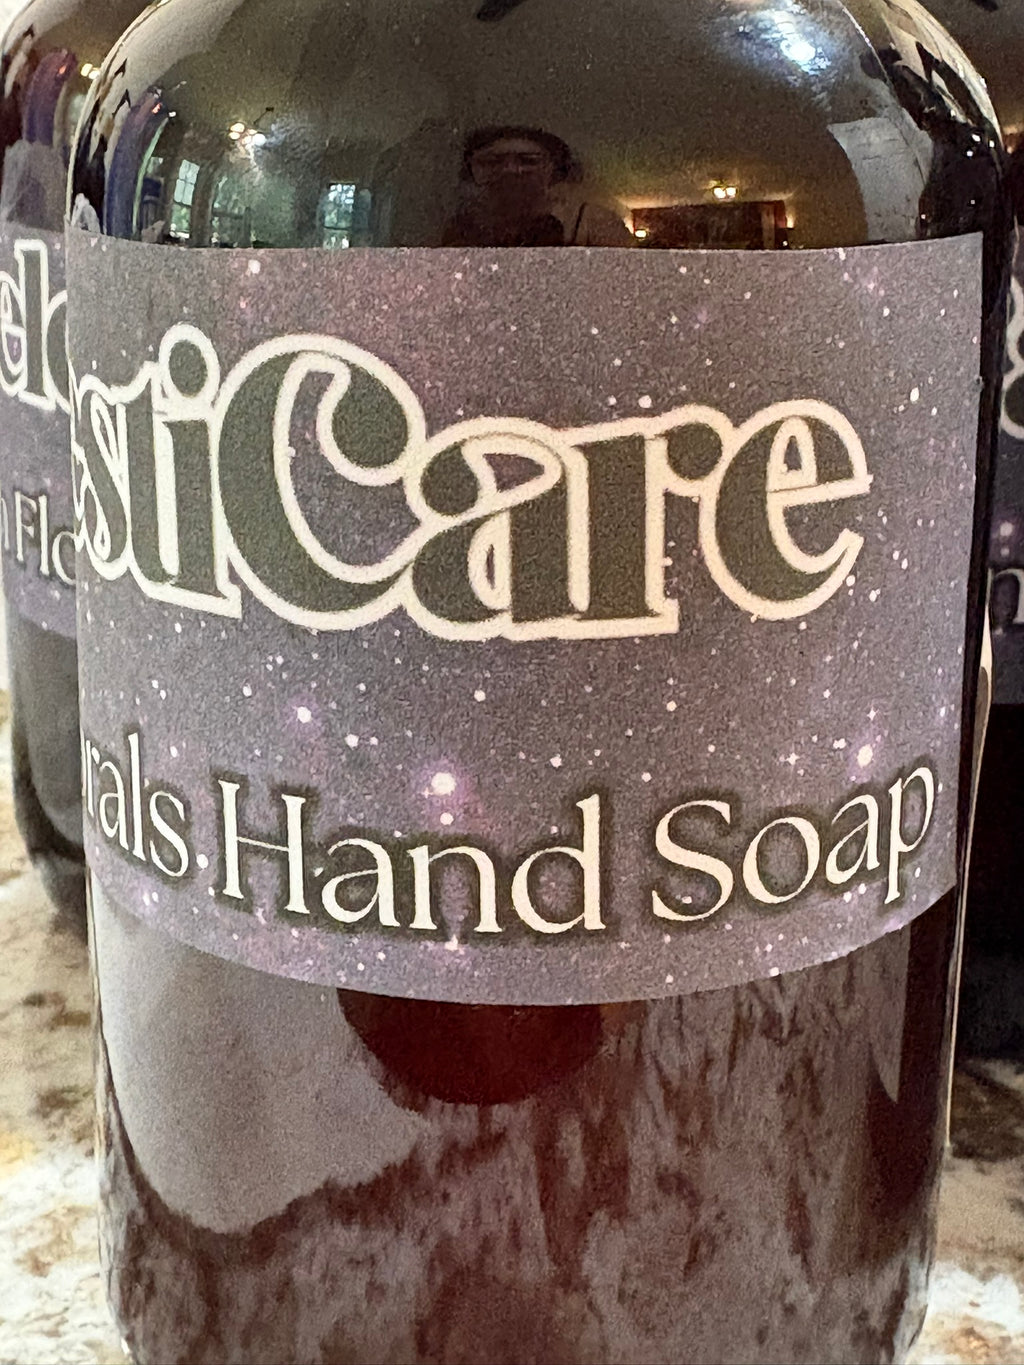 stiCare
rals Hand Soap